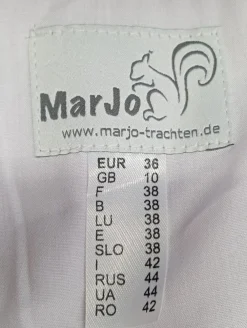 MarJo
www.marjo-trachten.de
EUR 36
GB 10
F 38
B 38
LU 38
E 38
SLO 38
I 42
RUS 44
UA 44
RO 42